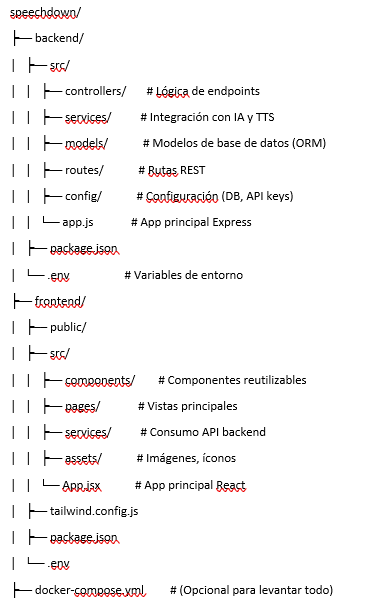 speechdown/
├── backend/
│ ├── src/
│ │ ├── controllers/ # Lógica de endpoints
│ │ ├── services/ # Integración con IA y TTS
│ │ ├── models/ # Modelos de base de datos (ORM)
│ │ ├── routes/ # Rutas REST
│ │ ├── config/ # Configuración (DB, API keys)
│ │ └── app.js # App principal Express
│ ├── package.json
│ └── .env # Variables de entorno
├── frontend/
│ ├── public/
│ ├── src/
│ │ ├── components/ # Componentes reutilizables
│ │ ├── pages/ # Vistas principales
│ │ ├── services/ # Consumo API backend
│ │ ├── assets/ # Imágenes, íconos
│ │ └── App.jsx # App principal React
│ ├── tailwind.config.js
│ ├── package.json
│ └── .env
├── docker-compose.yml # (Opcional para levantar todo)